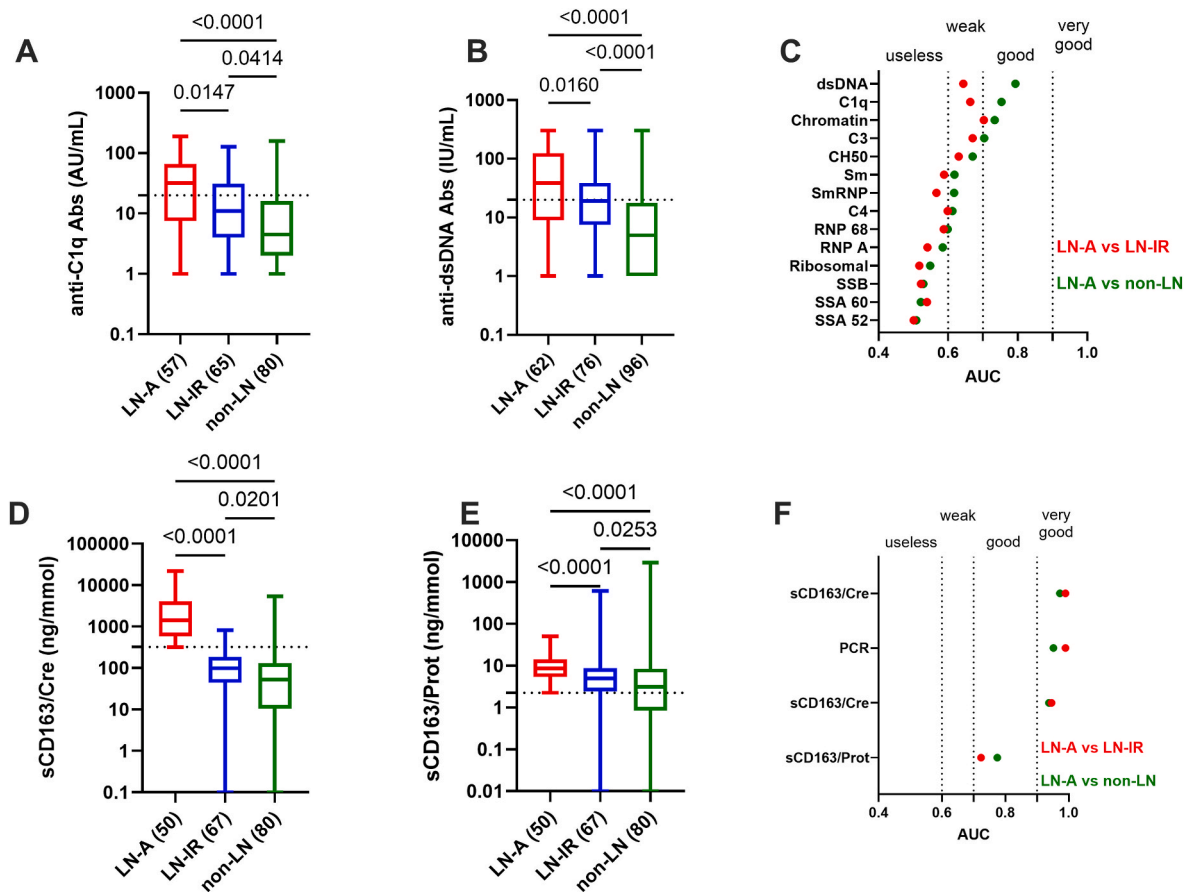 A
<0.0001
0.0414
0.0147
anti-C1q Abs (AU/mL)
1000
100
10
1
0.1
LN-A (57)
LN-IR (65)
non-LN (80)
B
<0.0001
<0.0001
0.0160
anti-dsDNA Abs (IU/mL)
1000
100
10
1
0.1
LN-A (62)
LN-IR (76)
non-LN (96)
C
useless
weak
good
very
good
dsDNA
C1q
Chromatin
C3
CH50
Sm
SmRNP
C4
RNP 68
RNP A
Ribosomal
SSB
SSA 60
SSA 52
LN-A vs LN-IR
LN-A vs non-LN
0.4
0.6
0.8
1.0
AUC
D
<0.0001
0.0201
<0.0001
sCD163/Cre (ng/mmol)
100000
10000
1000
100
10
1
0.1
LN-A (50)
LN-IR (67)
non-LN (80)
E
<0.0001
0.0253
<0.0001
sCD163/Prot (ng/mmol)
10000
1000
100
10
1
0.1
0.01
LN-A (50)
LN-IR (67)
non-LN (80)
F
useless
weak
good
very
good
sCD163/Cre
PCR
sCD163/Cre
sCD163/Prot
LN-A vs LN-IR
LN-A vs non-LN
0.4
0.6
0.8
1.0
AUC